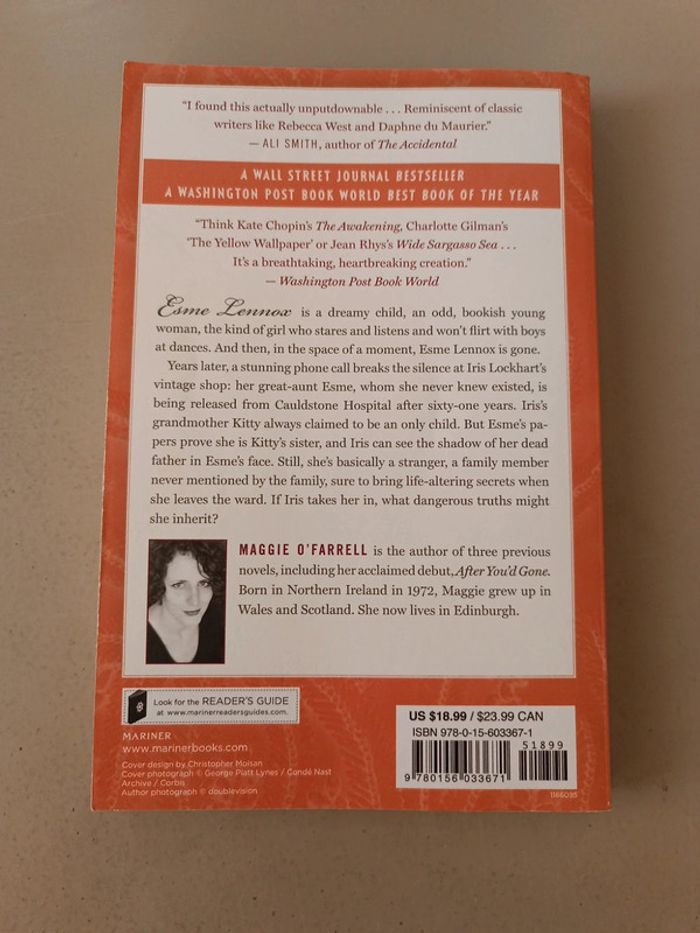 "I found this actually unputdownable . . . Reminiscent of classic
writers like Rebecca West and Daphne du Maurier."
— ALI SMITH, author of The Accidental
A WALL STREET JOURNAL BESTSELLER
A WASHINGTON POST BOOK WORLD BEST BOOK OF THE YEAR
"Think Kate Chopin's The Awakening, Charlotte Gilman's
'The Yellow Wallpaper' or Jean Rhys's Wide Sargasso Sea . . .
It's a breathtaking, heartbreaking creation."
— Washington Post Book World
Esme Lennox is a dreamy child, an odd, bookish young
woman, the kind of girl who stares and listens and won't flirt with boys
at dances. And then, in the space of a moment, Esme Lennox is gone.
Years later, a stunning phone call breaks the silence at Iris Lockhart's
vintage shop: her great-aunt Esme, whom she never knew existed, is
being released from Cauldstone Hospital after sixty-one years. Iris's
grandmother Kitty always claimed to be an only child. But Esme's pa-
pers prove she is Kitty's sister, and Iris can see the shadow of her dead
father in Esme's face. Still, she's basically a stranger, a family member
never mentioned by the family, sure to bring life-altering secrets when
she leaves the ward. If Iris takes her in, what dangerous truths might
she inherit?
MAGGIE O'FARRELL is the author of three previous
novels, including her acclaimed debut, After You'd Gone.
Born in Northern Ireland in 1972, Maggie grew up in
Wales and Scotland. She now lives in Edinburgh.
Look for the READER'S GUIDE
at www.marinerreadersguides.com.
MARINER
www.marinerbooks.com
Cover design by Christopher Moisan
Cover photograph © George Platt Lynes / Condé Nast
Archive / Corbis
Author photograph © doublevision
US $18.99 / $23.99 CAN
ISBN 978-0-15-603367-1
51899
9 780156 033671
1186095